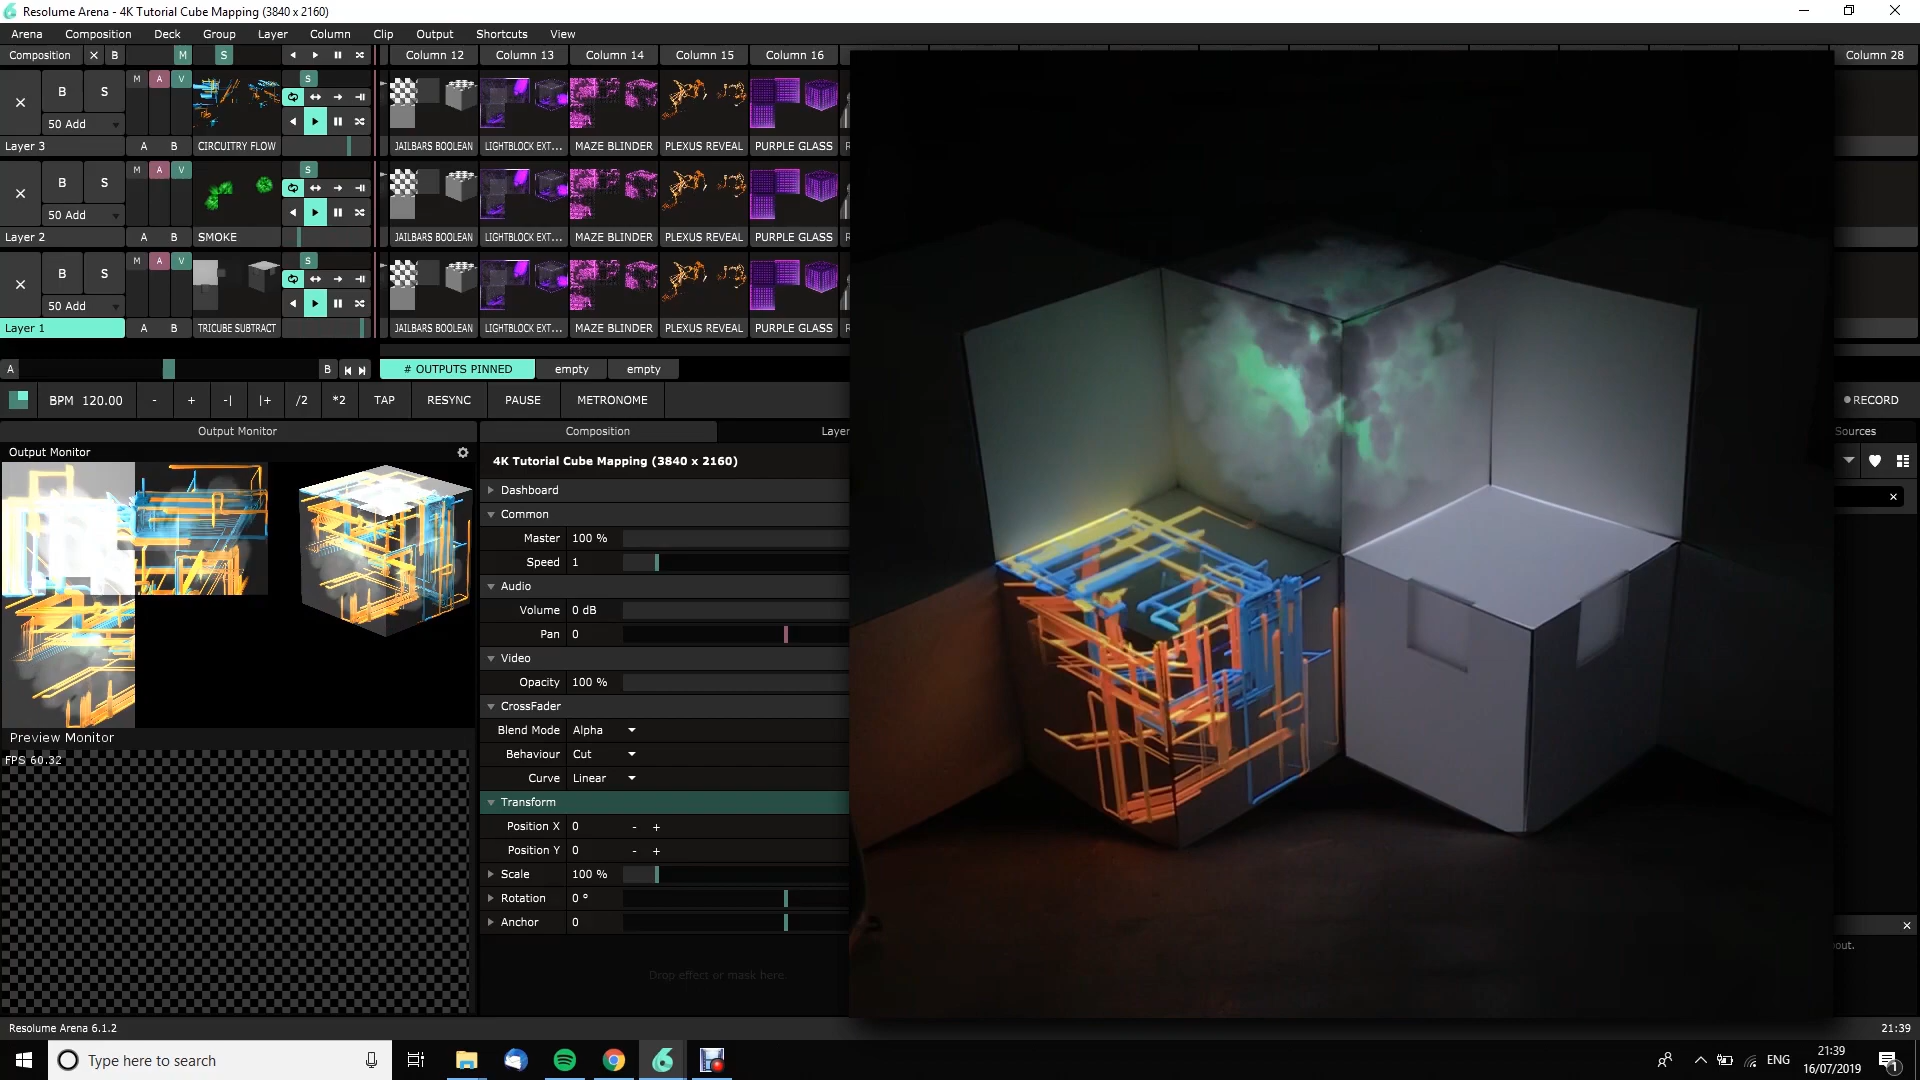 Resolume Arena - 4K Tutorial Cube Mapping (3840 x 2160)
Arena Composition Deck Group Layer Column Clip Output Shortcuts View
Composition B M S Column 12 Column 13 Column 14 Column 15 Column 16 Column 28
B S M A V S
50 Add
Layer 3 A B CIRCUITRY FLOW JAILBARS BOOLEAN LIGHTBLOCK EXT... MAZE BLINDER PLEXUS REVEAL PURPLE GLASS
B S M A V S
50 Add
Layer 2 A B SMOKE JAILBARS BOOLEAN LIGHTBLOCK EXT... MAZE BLINDER PLEXUS REVEAL PURPLE GLASS
B S M A V S
50 Add
Layer 1 A B TRICUBE SUBTRACT JAILBARS BOOLEAN LIGHTBLOCK EXT... MAZE BLINDER PLEXUS REVEAL PURPLE GLASS
A B # OUTPUTS PINNED empty empty
BPM 120.00 - + -| |+ /2 *2 TAP RESYNC PAUSE METRONOME RECORD
Output Monitor Composition Layer Sources
Output Monitor
4K Tutorial Cube Mapping (3840 x 2160)
Dashboard
Common
Master 100 %
Speed 1
Audio
Volume 0 dB
Pan 0
Video
Opacity 100 %
CrossFader
Blend Mode Alpha
Behaviour Cut
Curve Linear
Transform
Position X 0 - +
Position Y 0 - +
Scale 100 %
Rotation 0 °
Anchor 0
Drop effect or mask here
Preview Monitor
FPS 60.32
out.
Resolume Arena 6.1.2 21:39
Type here to search
ENG
21:39
16/07/2019
1